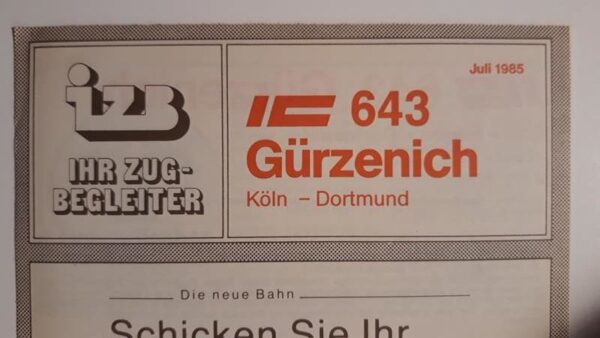 izB
IHR ZUG-
BEGLEITER
Juli 1985
IC 643
Gürzenich
Köln – Dortmund
Die neue Bahn
Schicken Sie Ihr